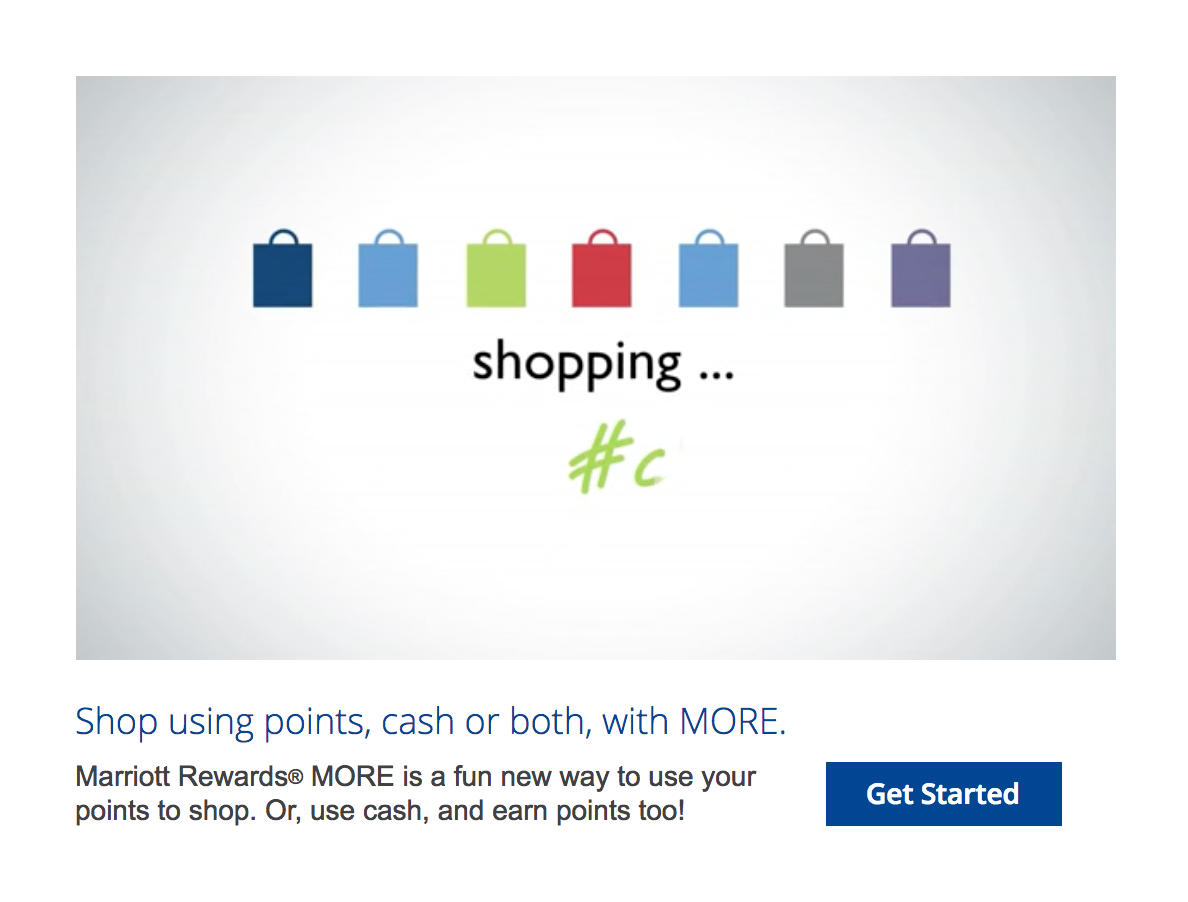 shopping ...
#c
Shop using points, cash or both, with MORE.
Marriott Rewards® MORE is a fun new way to use your
points to shop. Or, use cash, and earn points too!
Get Started